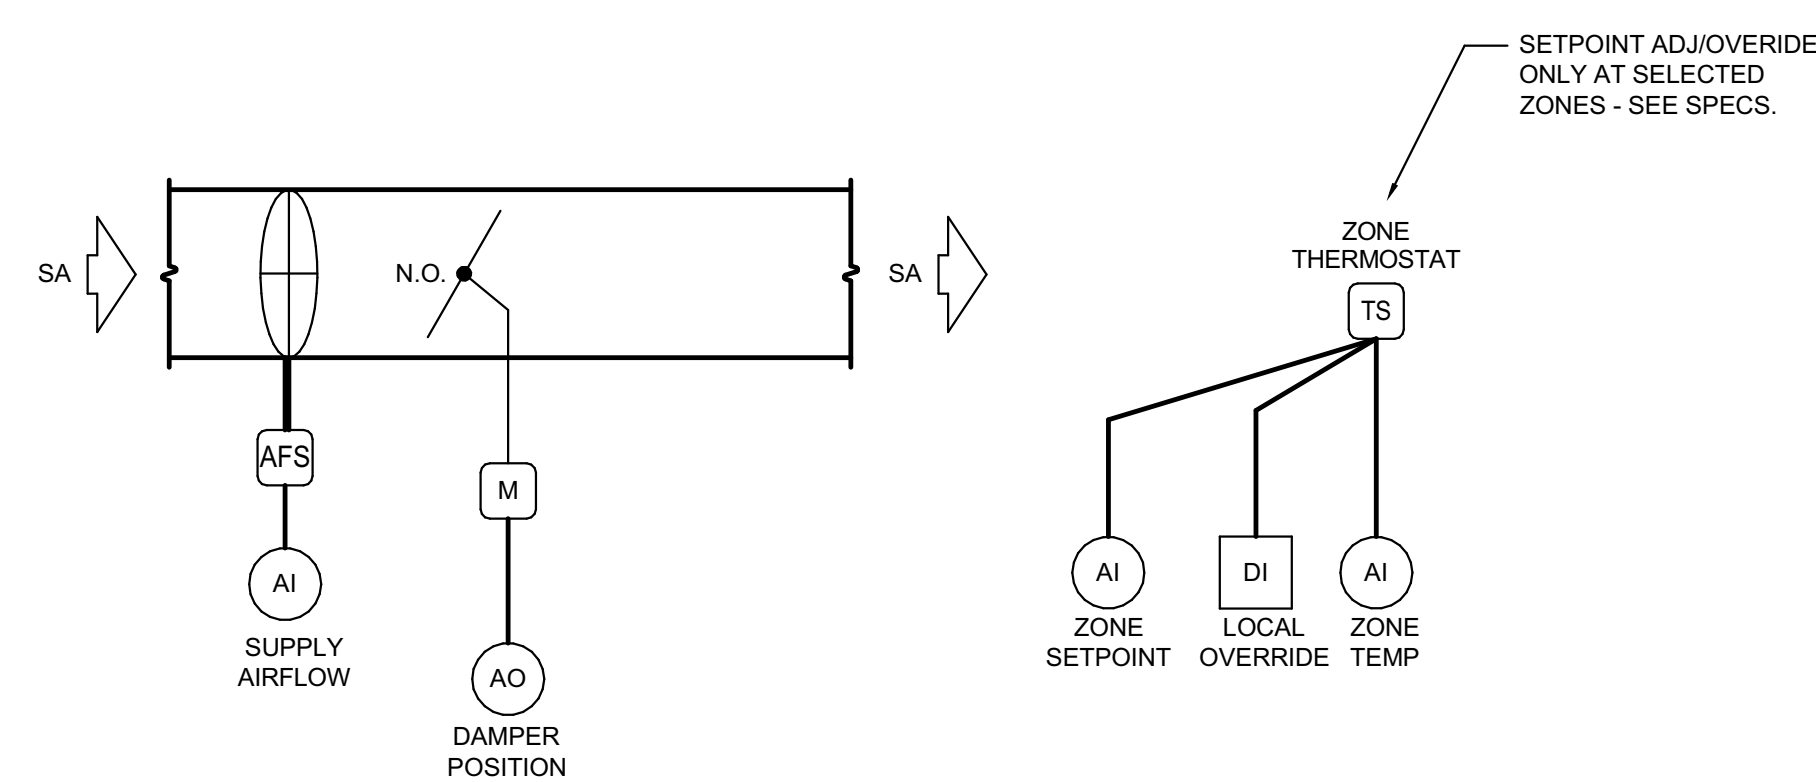 SETPOINT ADJ/OVERIDE
ONLY AT SELECTED
ZONES - SEE SPECS.
SA
N.O.
SA
ZONE
THERMOSTAT
TS
AFS
M
AI
SUPPLY
AIRFLOW
AO
DAMPER
POSITION
AI
ZONE
SETPOINT
DI
LOCAL
OVERRIDE
AI
ZONE
TEMP